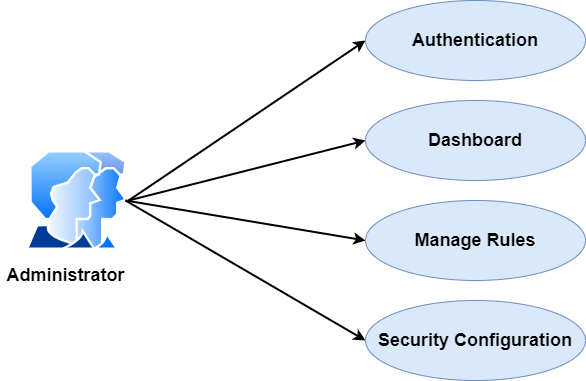 Authentication
Dashboard
Manage Rules
Administrator
Security Configuration